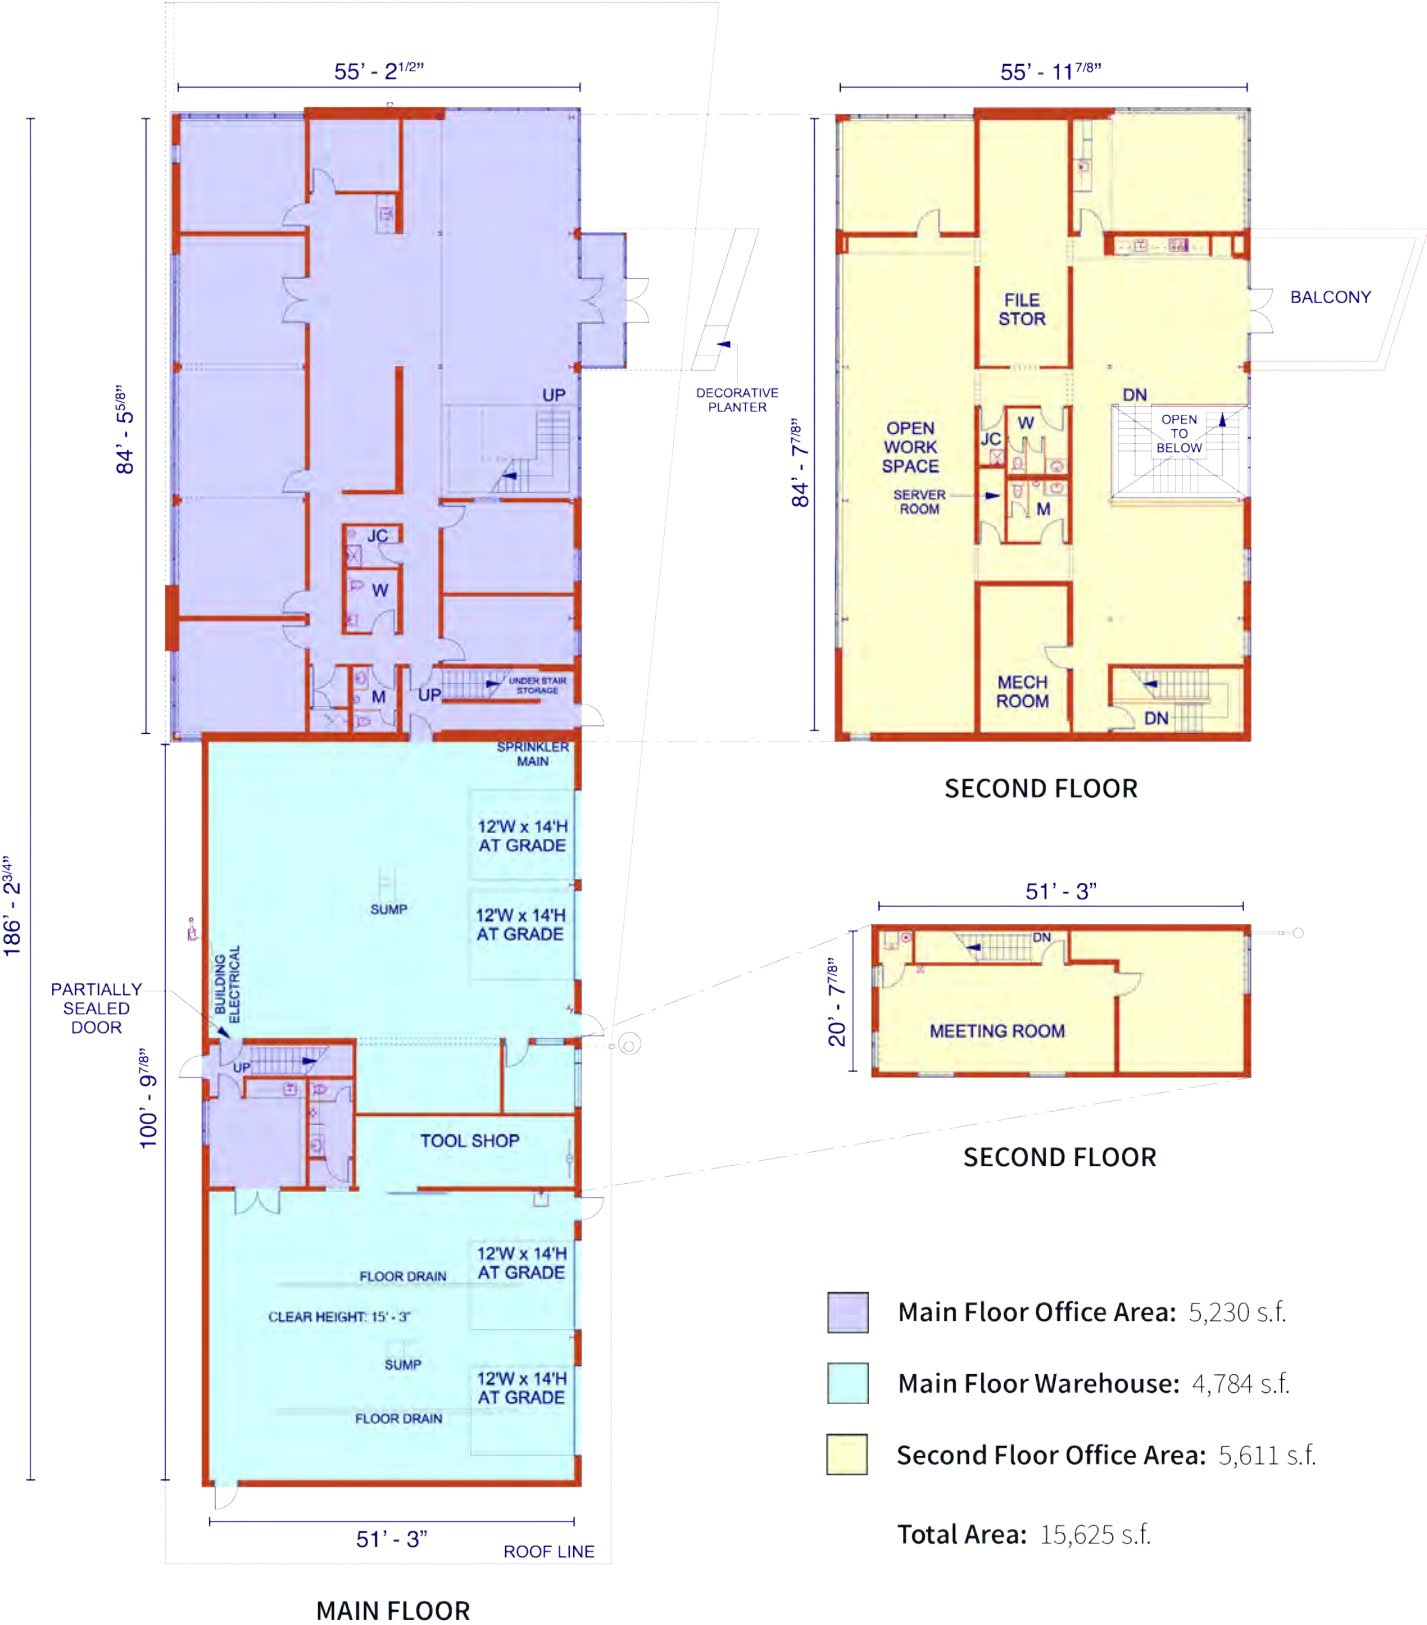 55' - 2 1/2”
55' - 11 7/8”
84' - 5 5/8”
186' - 2 3/4”
100' - 9 7/8”
UP
DECORATIVE
PLANTER
JC
W
M
UP
UNDER STAIR
STORAGE
SPRINKLER
MAIN
12'W x 14'H
AT GRADE
12'W x 14'H
AT GRADE
SUMP
BUILDING
ELECTRICAL
PARTIALLY
SEALED
DOOR
UP
TOOL SHOP
12'W x 14'H
AT GRADE
FLOOR DRAIN
CLEAR HEIGHT: 15' - 3"
SUMP
12'W x 14'H
AT GRADE
FLOOR DRAIN
51' - 3”
ROOF LINE
MAIN FLOOR
84' - 7 7/8”
FILE
STOR
BALCONY
DN
OPEN
TO
BELOW
OPEN
WORK
SPACE
JC
W
SERVER
ROOM
M
MECH
ROOM
DN
SECOND FLOOR
51' - 3”
20' - 7 7/8”
DN
MEETING ROOM
SECOND FLOOR
Main Floor Office Area: 5,230 s.f.
Main Floor Warehouse: 4,784 s.f.
Second Floor Office Area: 5,611 s.f.
Total Area: 15,625 s.f.